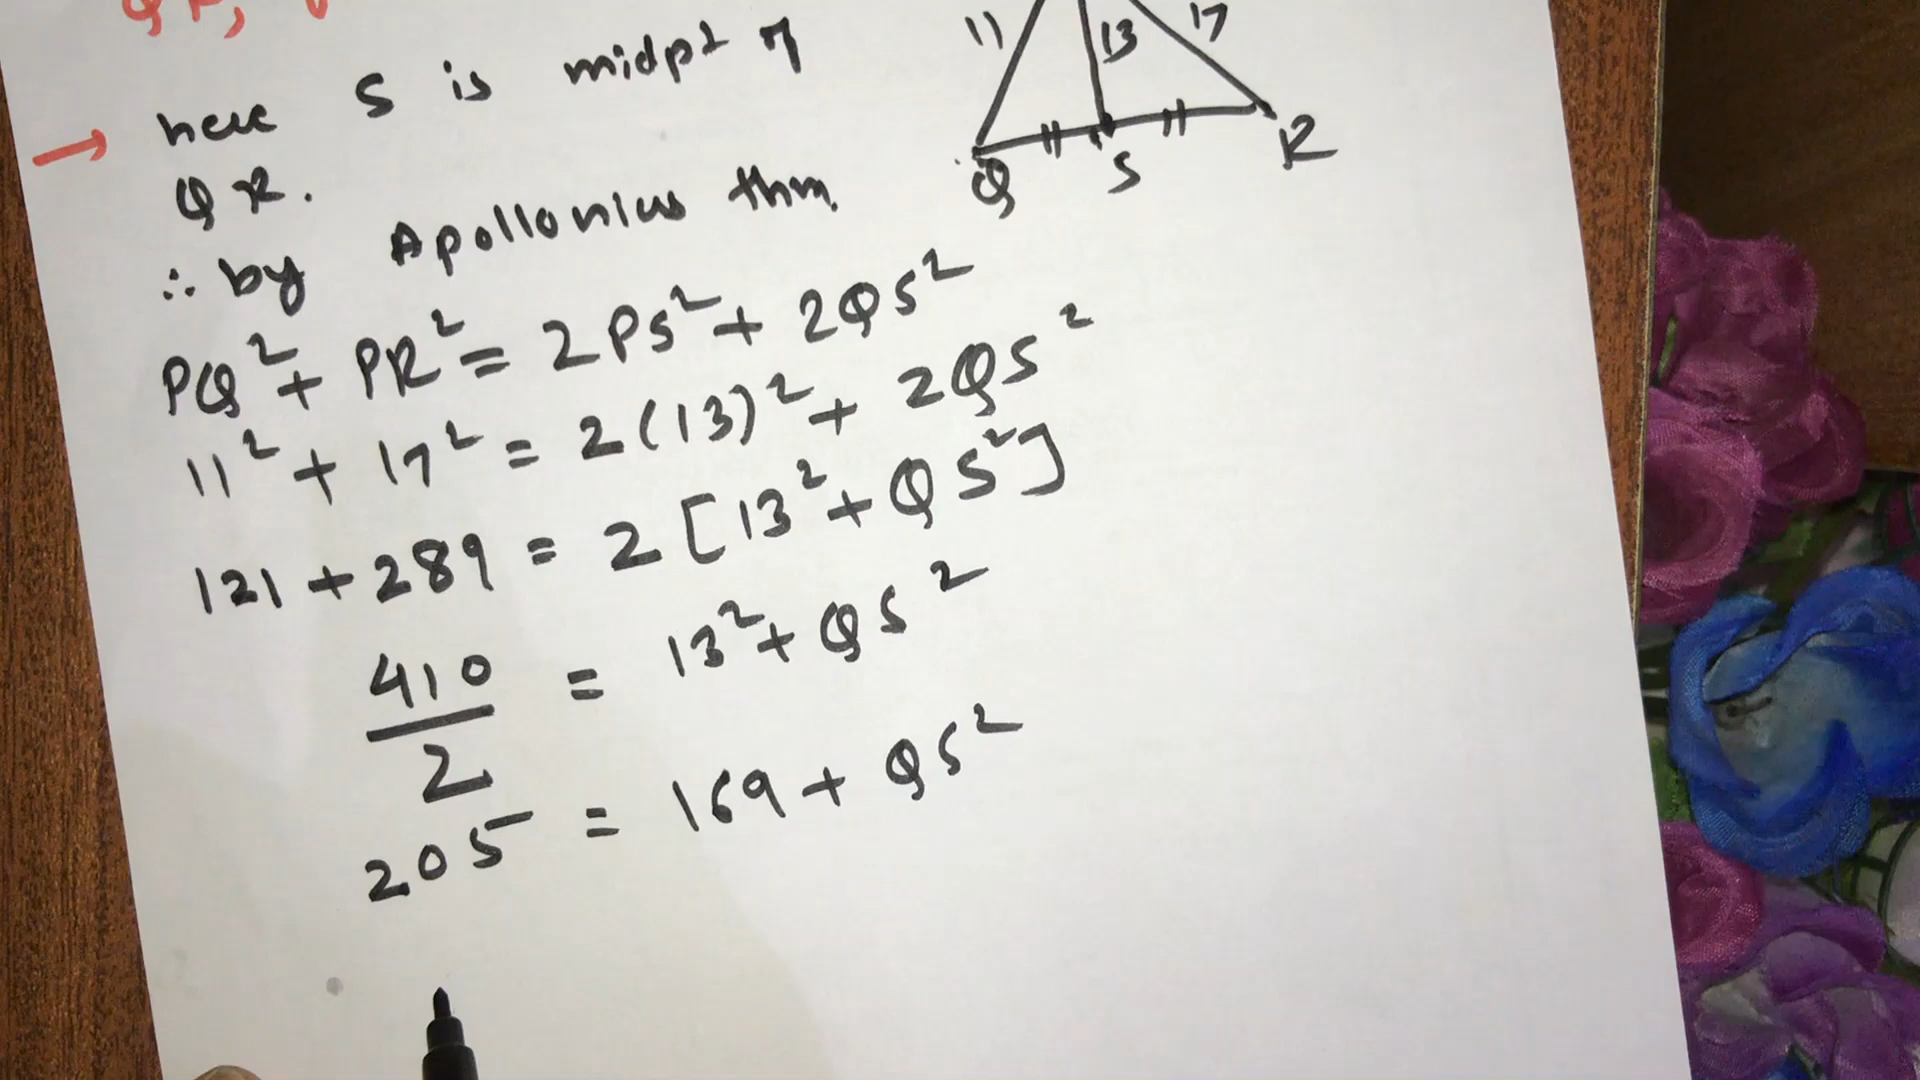 here S is midpt of
QR.
∴ by Apollonius thm.
PQ² + PR² = 2PS² + 2QS²
11² + 17² = 2(13)² + 2QS²
121 + 289 = 2[13² + QS²]
410/2 = 13² + QS²
205 = 169 + QS²
11 13 17
Q S R